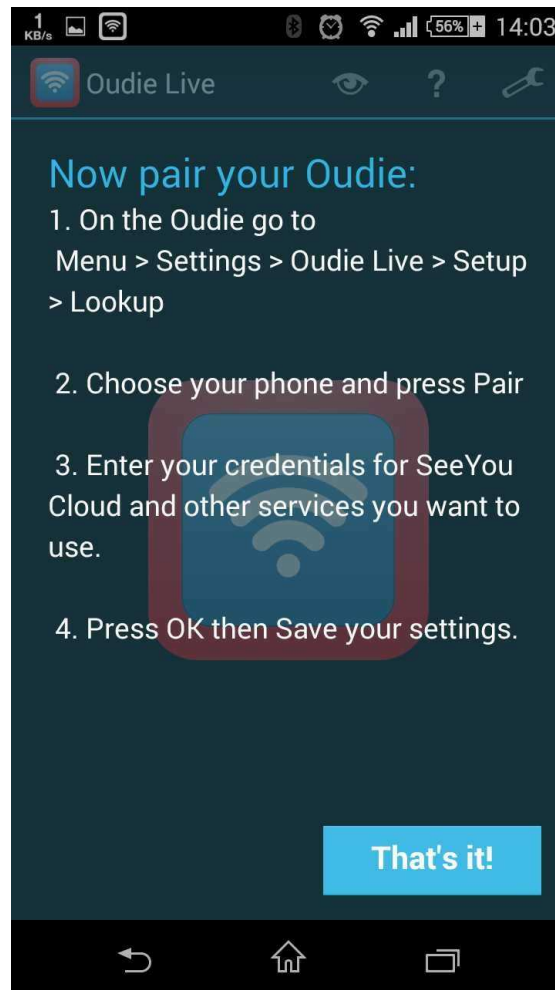 1
KB/s
56%
14:03
Oudie Live
?
Now pair your Oudie:
1. On the Oudie go to
Menu > Settings > Oudie Live > Setup
> Lookup
2. Choose your phone and press Pair
3. Enter your credentials for SeeYou
Cloud and other services you want to
use.
4. Press OK then Save your settings.
That's it!